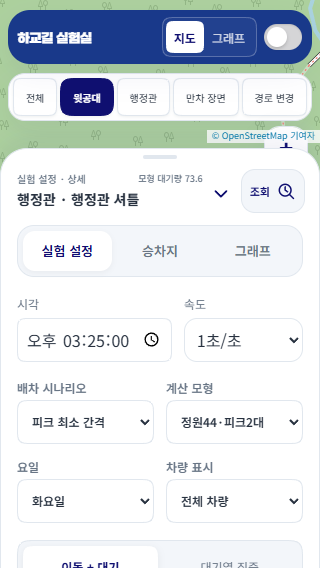 하교길 실험실
지도
그래프
전체
윗공대
행정관
만차 장면
경로 변경
© OpenStreetMap 기여자
+
실험 설정 · 상세
모형 대기량 73.6
행정관 · 행정관 셔틀
조회
실험 설정
승차지
그래프
시각
속도
오후 03:25:00
1초/초
배차 시나리오
계산 모형
피크 최소 간격
정원44·피크2대
요일
차량 표시
화요일
전체 차량
이동 + 대기
대기열 집중